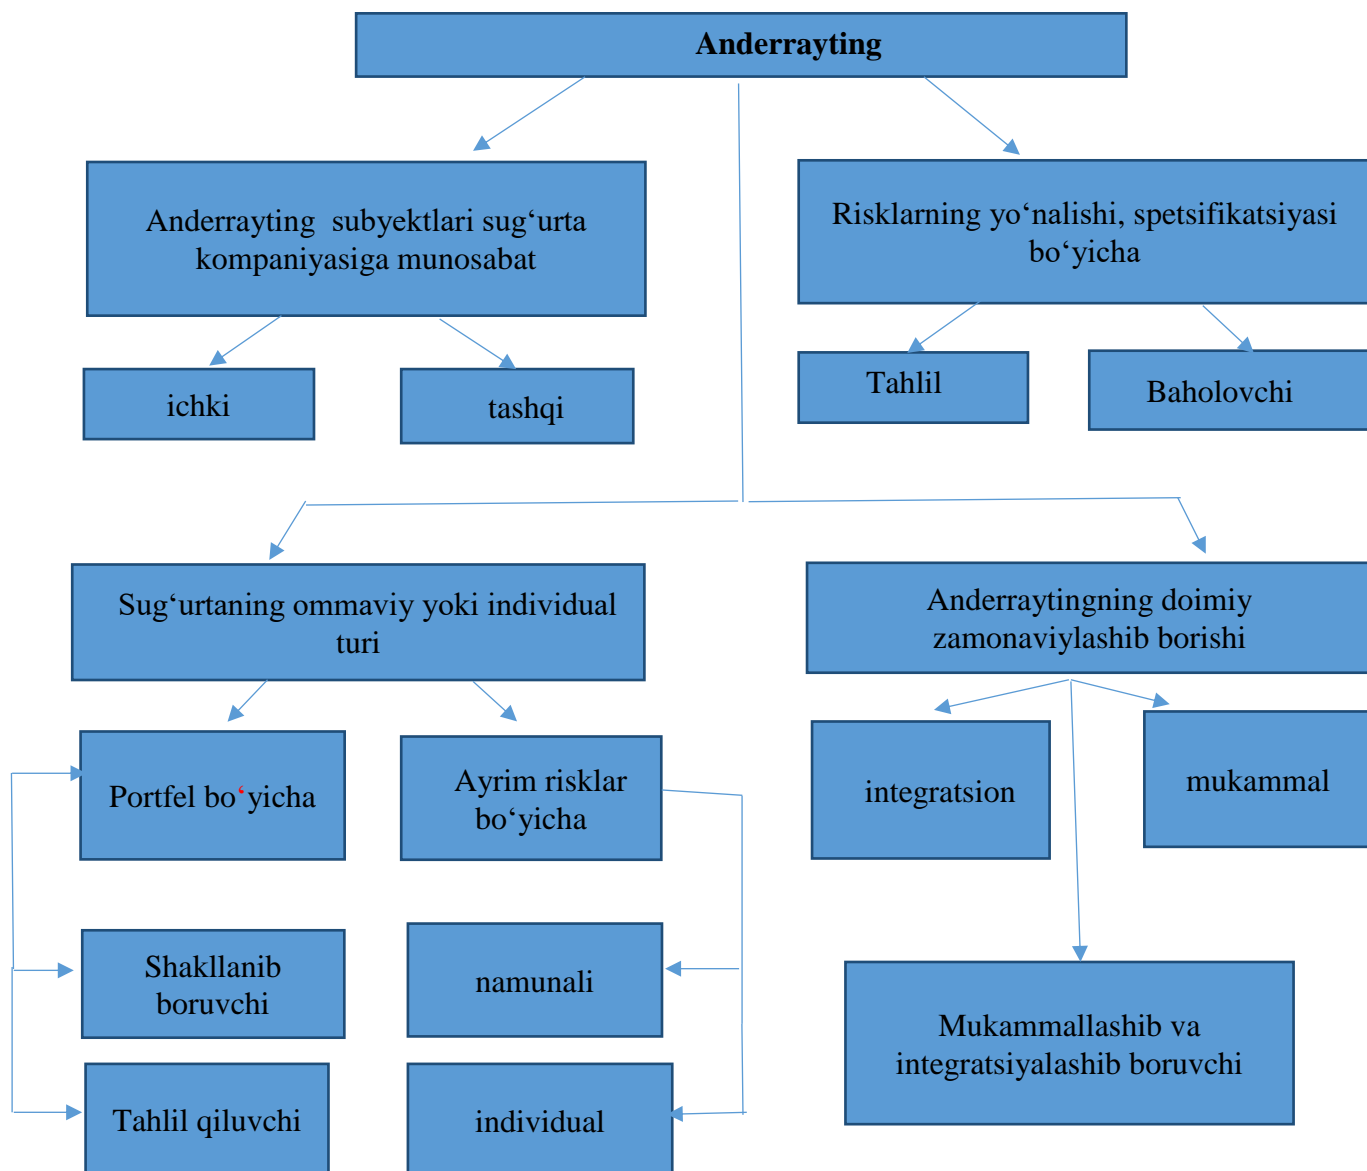 Anderrayting
Anderrayting subyektlari sug‘urta
kompaniyasiga munosabat
Risklarning yo‘nalishi, spetsifikatsiyasi
bo‘yicha
ichki
tashqi
Tahlil
Baholovchi
Sug‘urtaning ommaviy yoki individual
turi
Anderraytingning doimiy
zamonaviylashib borishi
Portfel bo‘yicha
Ayrim risklar
bo‘yicha
integratsion
mukammal
Shakllanib
boruvchi
namunali
Mukammallashib va
integratsiyalashib boruvchi
Tahlil qiluvchi
individual